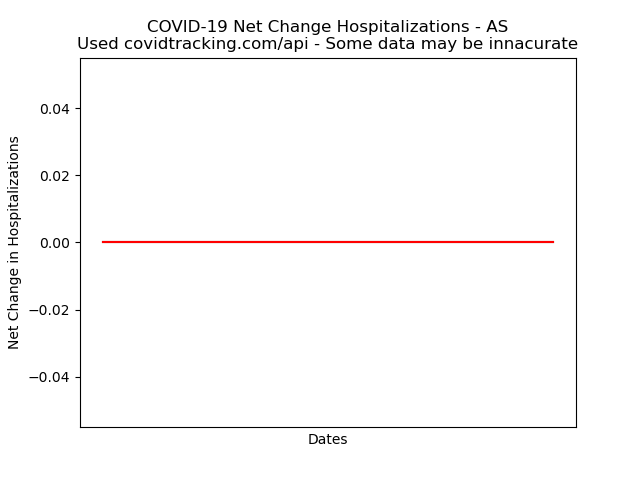 COVID-19 Net Change Hospitalizations - AS
Used covidtracking.com/api - Some data may be innacurate
Net Change in Hospitalizations
0.04
0.02
0.00
−0.02
−0.04
Dates